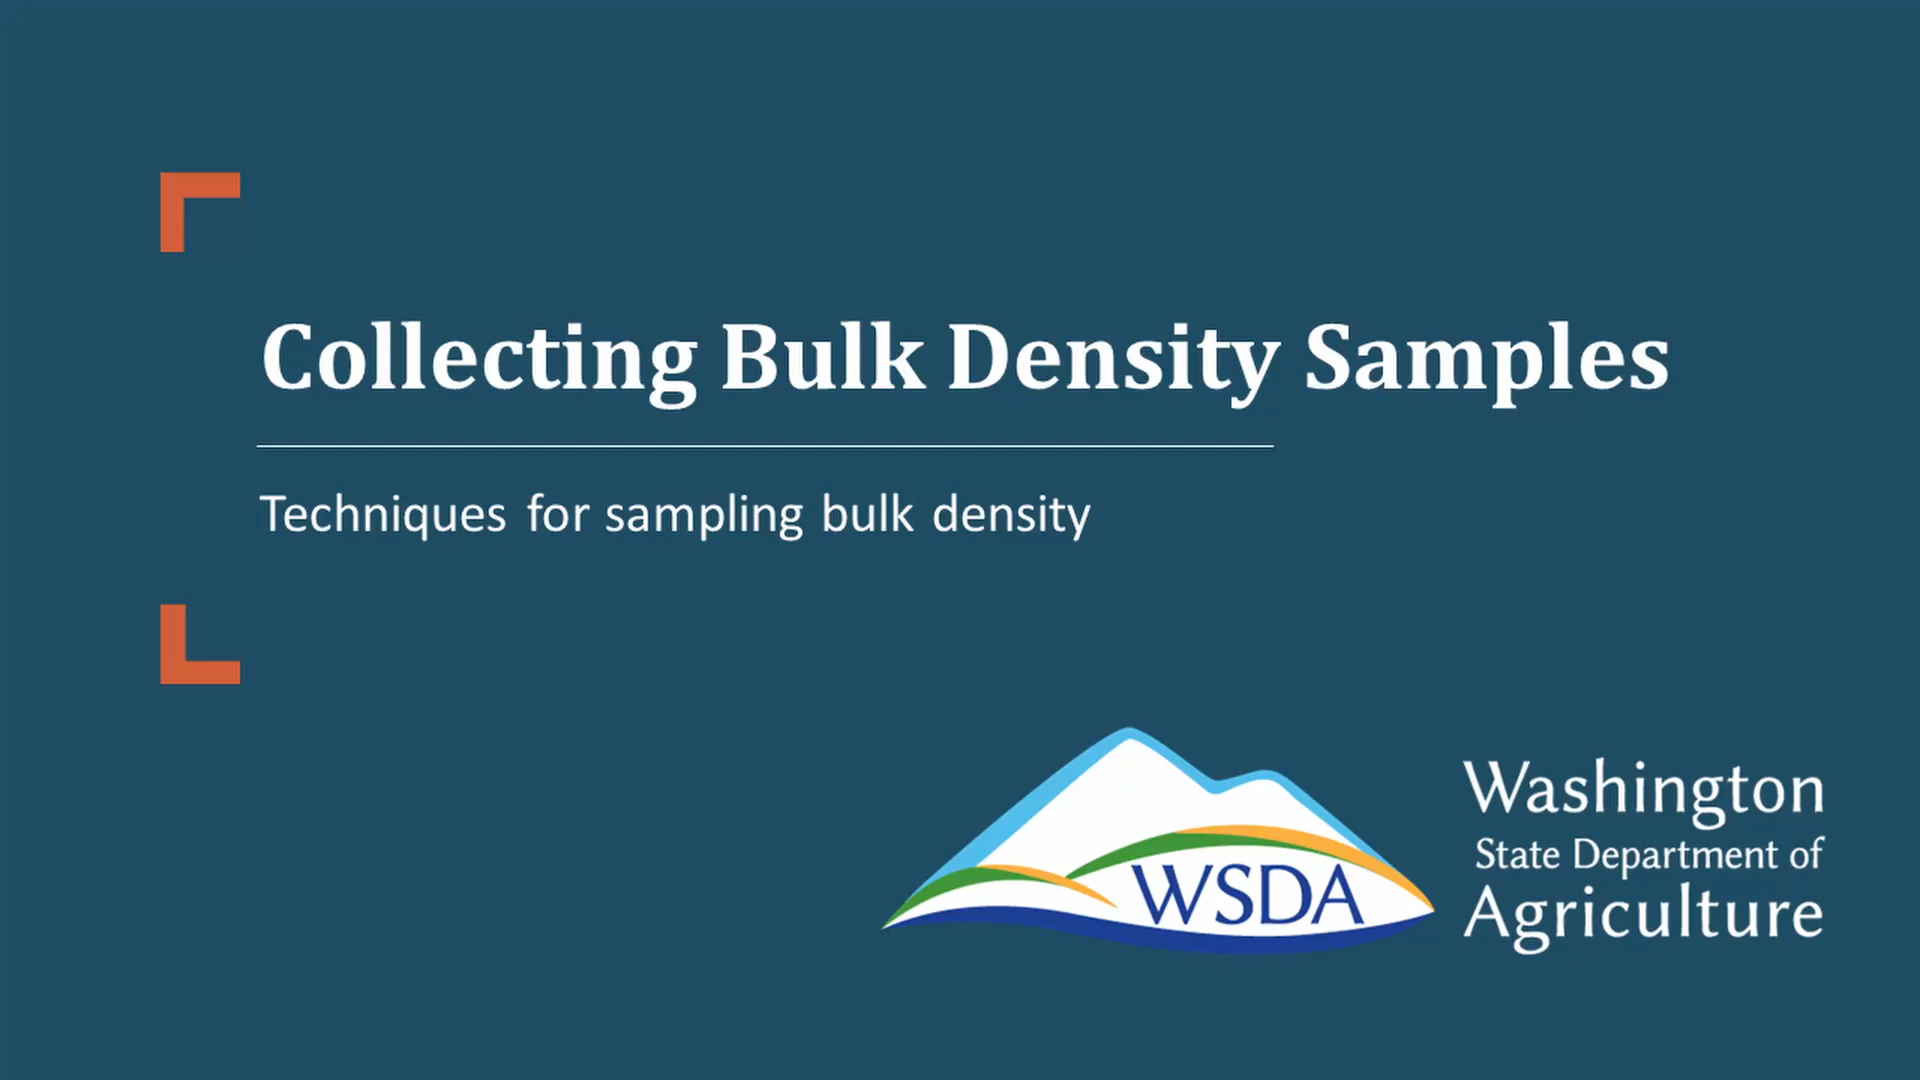 Collecting Bulk Density Samples
Techniques for sampling bulk density
WSDA
Washington
State Department of
Agriculture